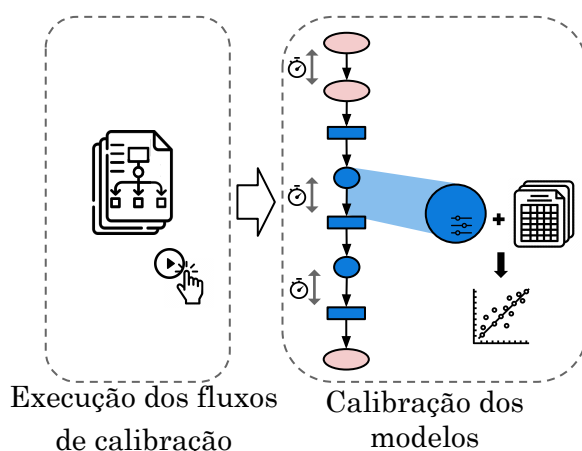 Execução dos fluxos
de calibração
Calibração dos
modelos